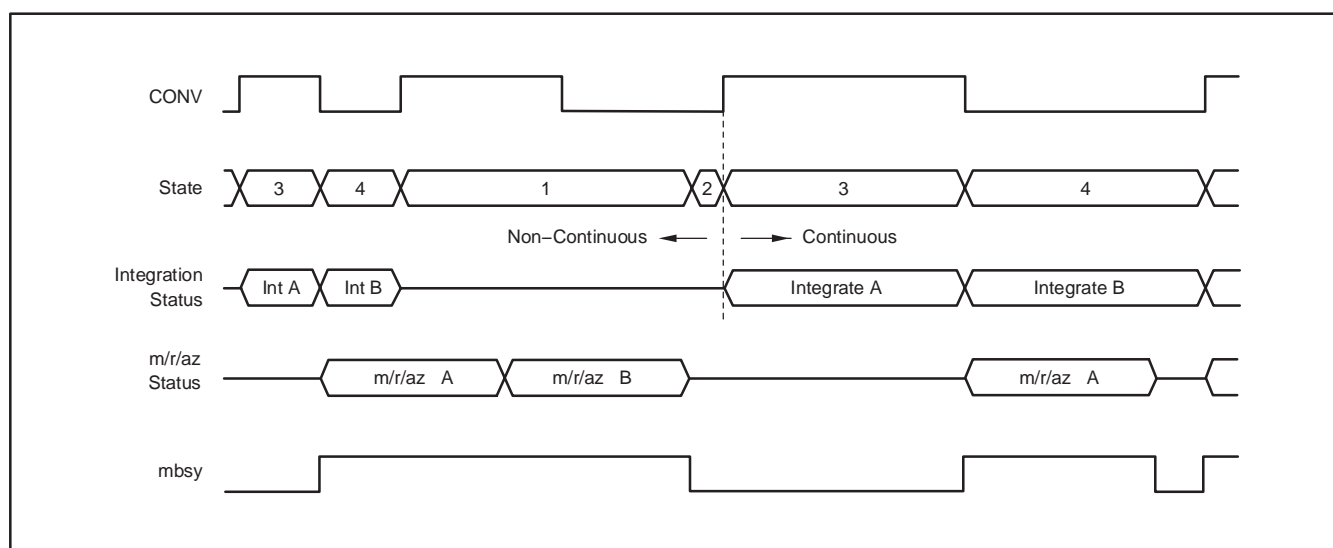 CONV
State 3 4 1 2 3 4
Non−Continuous Continuous
Integration
Status
Int A Int B Integrate A Integrate B
m/r/az
Status
m/r/az A m/r/az B m/r/az A
mbsy